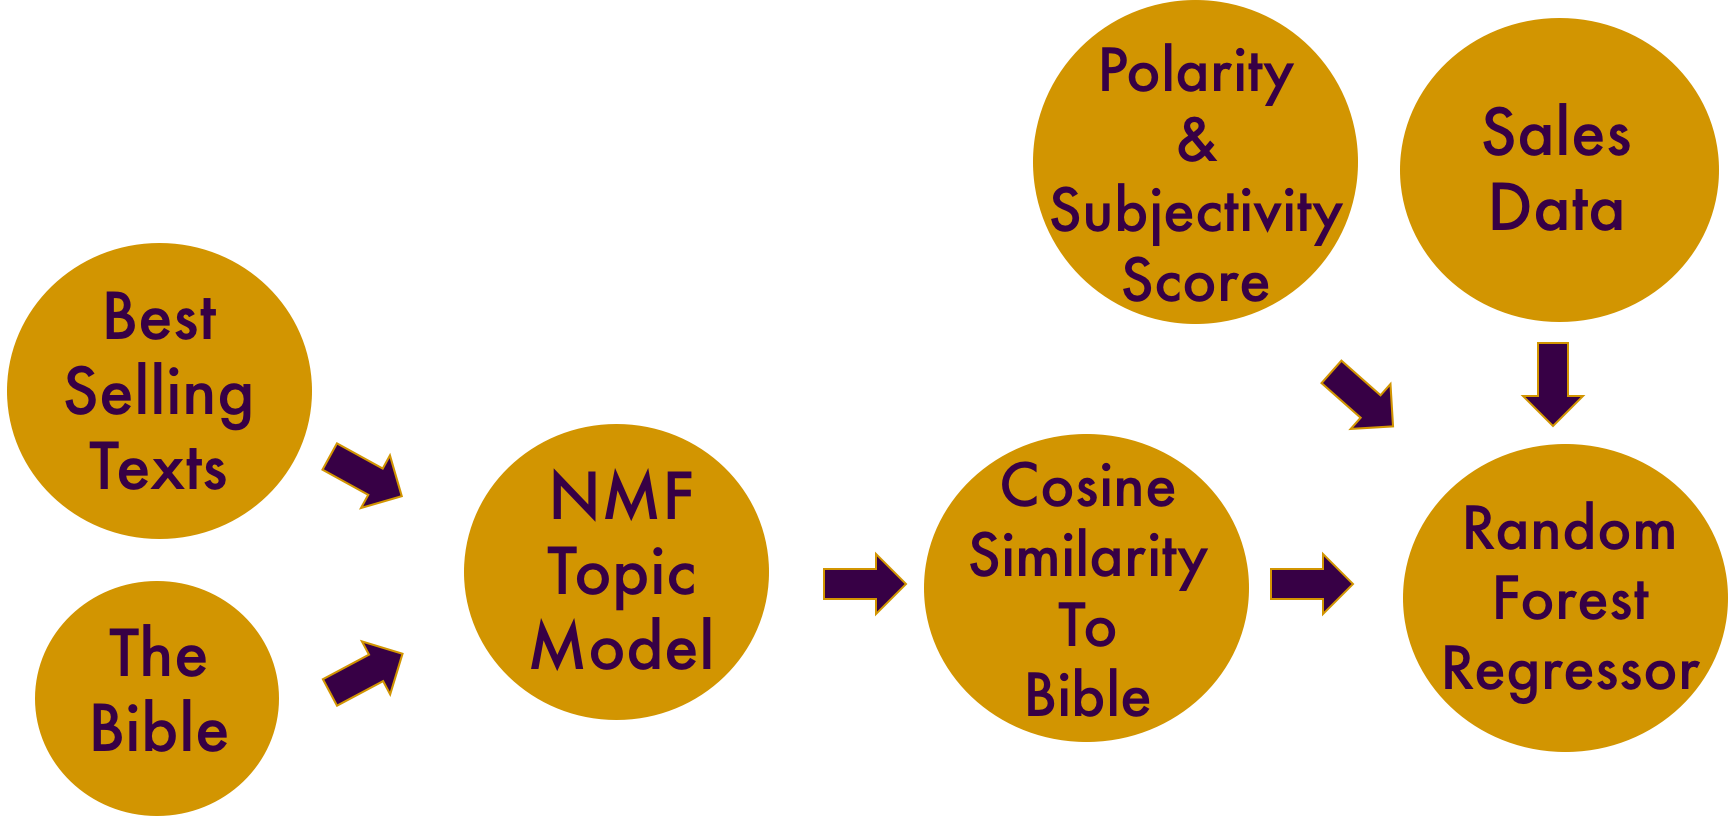 Best
Selling
Texts
The
Bible
NMF
Topic
Model
Cosine
Similarity
To
Bible
Polarity
&
Subjectivity
Score
Sales
Data
Random
Forest
Regressor